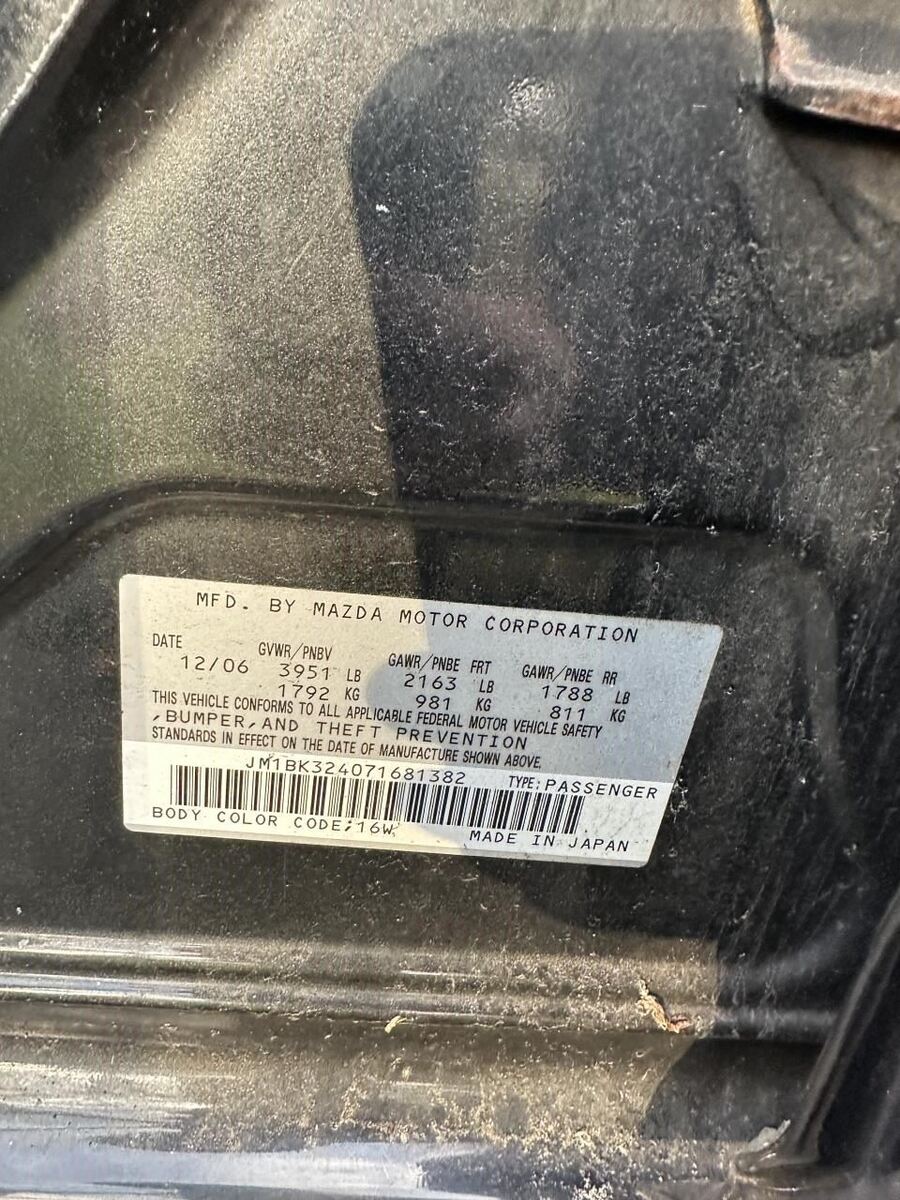 MFD. BY MAZDA MOTOR CORPORATION
DATE GVWR/PNBV GAWR/PNBE FRT GAWR/PNBE RR
12/06 3951 LB 2163 LB 1788 LB
1792 KG 981 KG 811 KG
THIS VEHICLE CONFORMS TO ALL APPLICABLE FEDERAL MOTOR VEHICLE SAFETY
,BUMPER,AND THEFT PREVENTION
STANDARDS IN EFFECT ON THE DATE OF MANUFACTURE SHOWN ABOVE.
JM1BK324071681382 TYPE:PASSENGER
BODY COLOR CODE:16W
MADE IN JAPAN